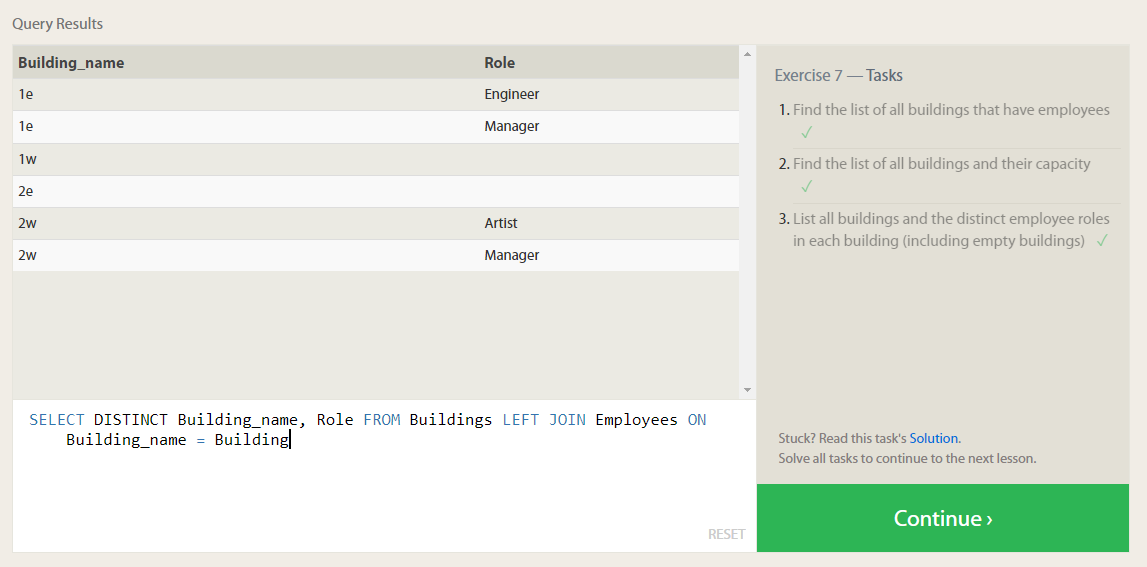 Query Results
Building_name Role
1e Engineer
1e Manager
1w
2e
2w Artist
2w Manager
SELECT DISTINCT Building_name, Role FROM Buildings LEFT JOIN Employees ON
Building_name = Building
RESET
Exercise 7 — Tasks
1. Find the list of all buildings that have employees
✓
2. Find the list of all buildings and their capacity
✓
3. List all buildings and the distinct employee roles
in each building (including empty buildings) ✓
Stuck? Read this task's Solution.
Solve all tasks to continue to the next lesson.
Continue ›